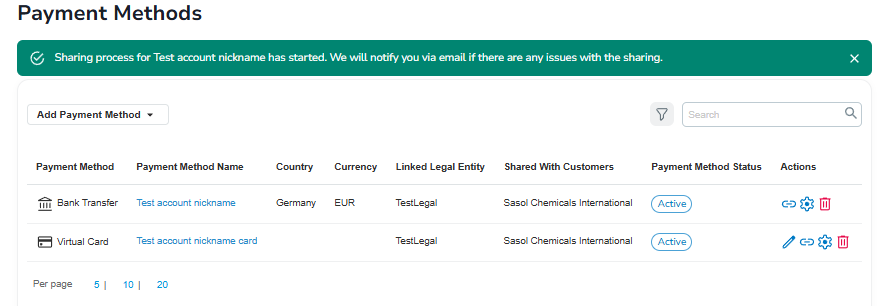 Payment Methods
Sharing process for Test account nickname has started. We will notify you via email if there are any issues with the sharing.
Add Payment Method
Search
Payment Method Payment Method Name Country Currency Linked Legal Entity Shared With Customers Payment Method Status Actions
Bank Transfer Test account nickname Germany EUR TestLegal Sasol Chemicals International Active
Virtual Card Test account nickname card TestLegal Sasol Chemicals International Active
Per page 5 | 10 | 20